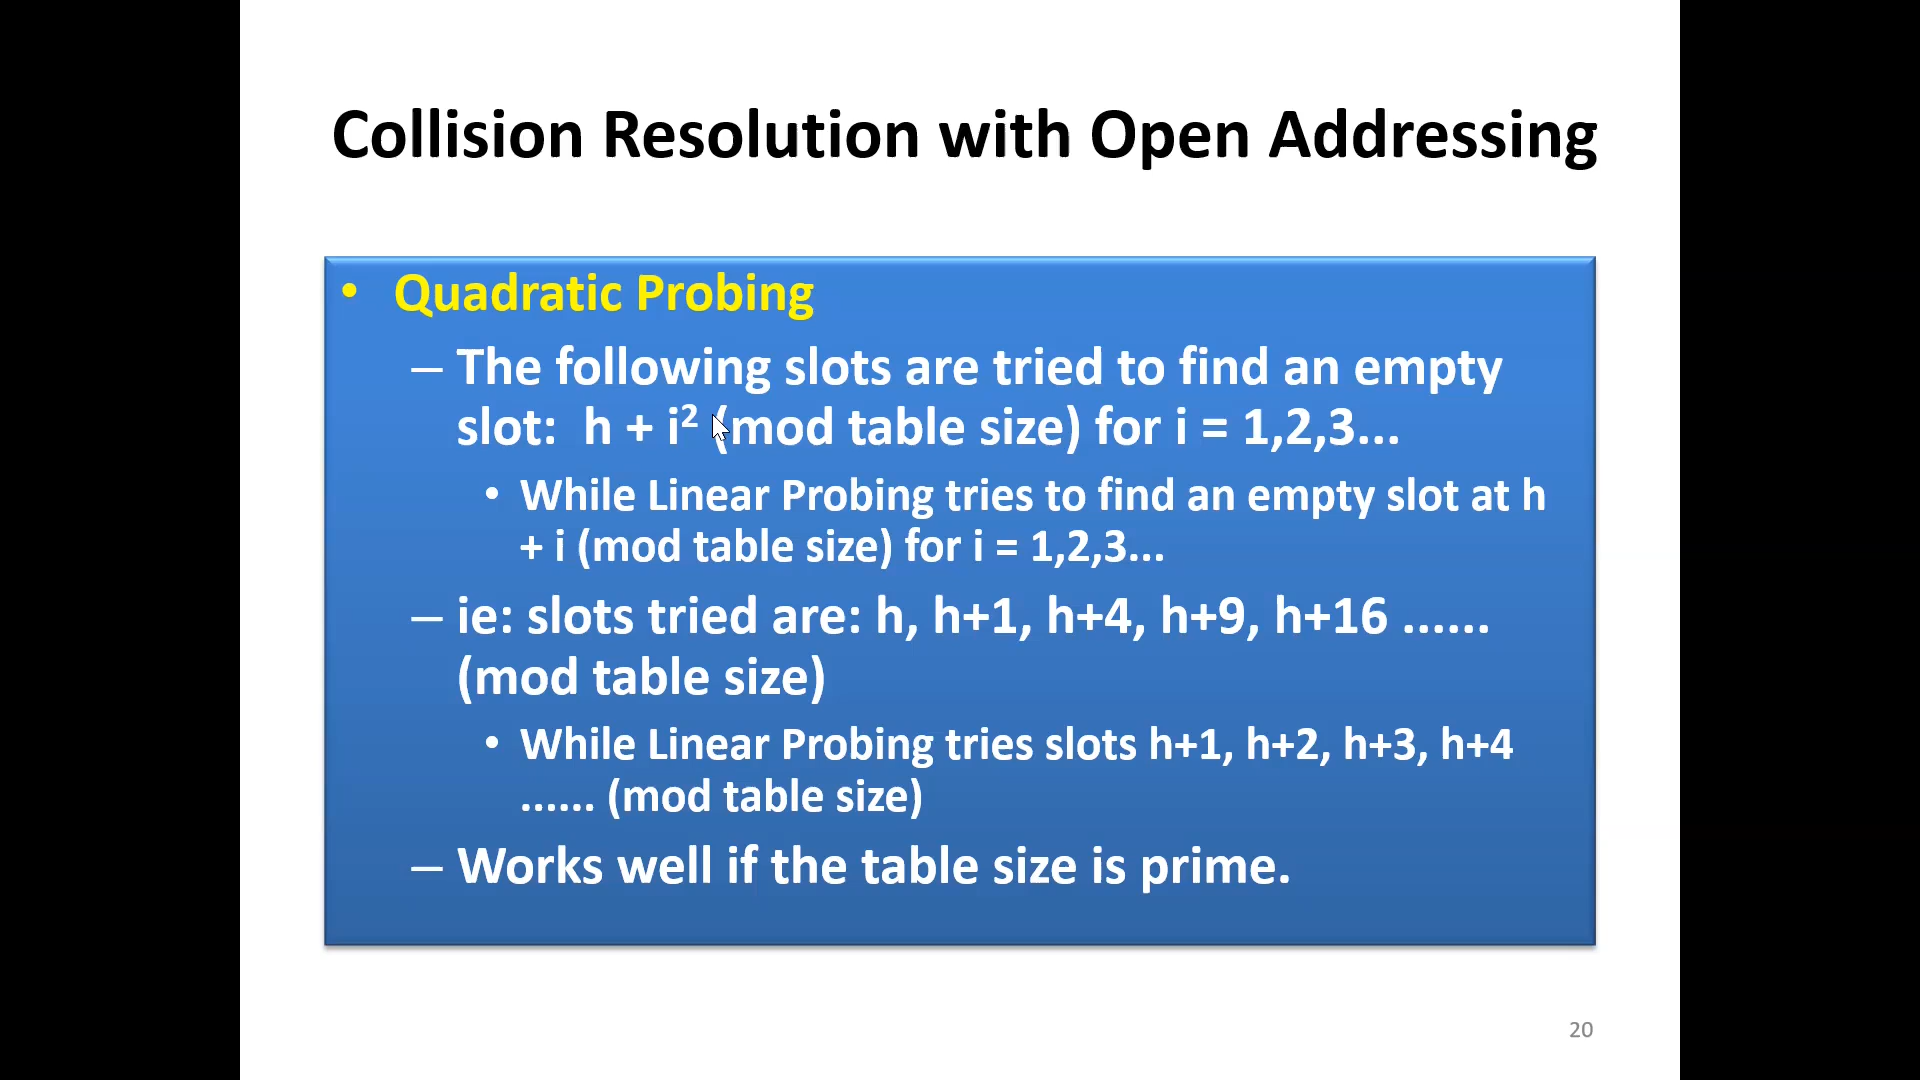 Collision Resolution with Open Addressing
• Quadratic Probing
– The following slots are tried to find an empty
slot:  h + i² (mod table size) for i = 1,2,3...
• While Linear Probing tries to find an empty slot at h
+ i (mod table size) for i = 1,2,3...
– ie: slots tried are: h, h+1, h+4, h+9, h+16 ......
(mod table size)
• While Linear Probing tries slots h+1, h+2, h+3, h+4
...... (mod table size)
– Works well if the table size is prime.
20